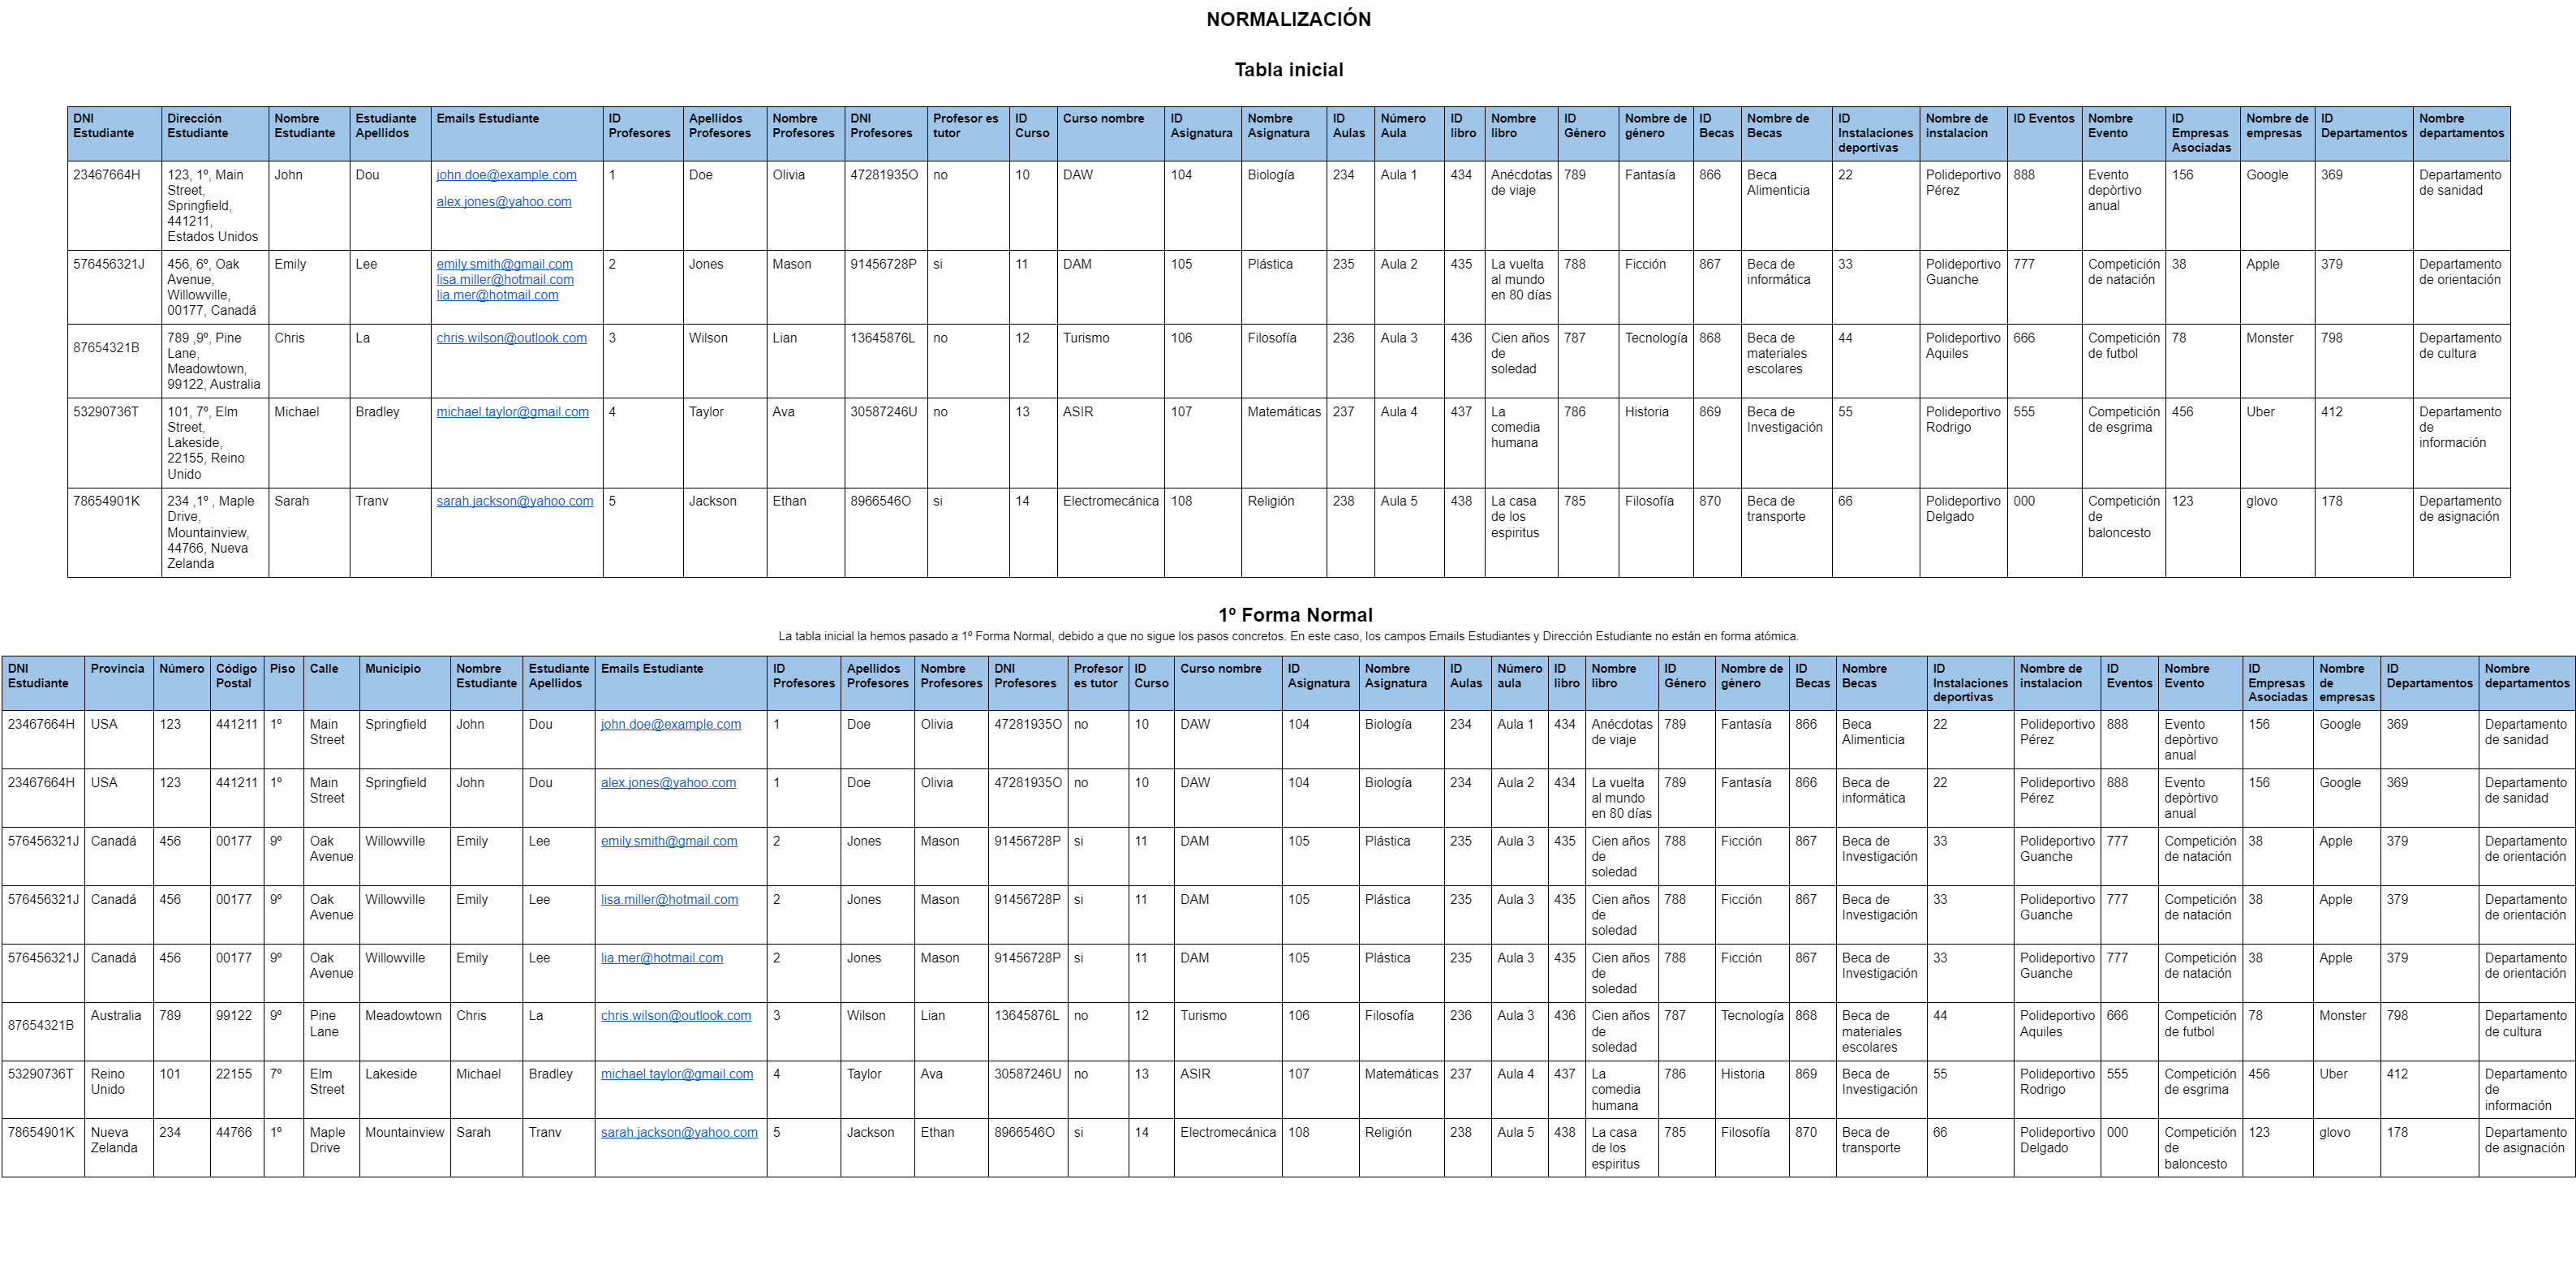 NORMALIZACIÓN
Tabla inicial
DNI Estudiante | Dirección Estudiante | Nombre Estudiante | Estudiante Apellidos | Emails Estudiante | ID Profesores | Apellidos Profesores | Nombre Profesores | DNI Profesores | Profesor es tutor | ID Curso | Curso nombre | ID Asignatura | Nombre Asignatura | ID Aulas | Número Aula | ID libro | Nombre libro | ID Género | Nombre de género | ID Becas | Nombre de Becas | ID Instalaciones deportivas | Nombre de instalacion | ID Eventos | Nombre Evento | ID Empresas Asociadas | Nombre de empresas | ID Departamentos | Nombre departamentos
23467664H | 123, 1º, Main Street, Springfield, 441211, Estados Unidos | John | Dou | john.doe@example.com alex.jones@yahoo.com | 1 | Doe | Olivia | 47281935O | no | 10 | DAW | 104 | Biología | 234 | Aula 1 | 434 | Anécdotas de viaje | 789 | Fantasía | 866 | Beca Alimenticia | 22 | Polideportivo Pérez | 888 | Evento depòrtivo anual | 156 | Google | 369 | Departamento de sanidad
576456321J | 456, 6º, Oak Avenue, Willowville, 00177, Canadá | Emily | Lee | emily.smith@gmail.com lisa.miller@hotmail.com lia.mer@hotmail.com | 2 | Jones | Mason | 91456728P | si | 11 | DAM | 105 | Plástica | 235 | Aula 2 | 435 | La vuelta al mundo en 80 días | 788 | Ficción | 867 | Beca de informática | 33 | Polideportivo Guanche | 777 | Competición de natación | 38 | Apple | 379 | Departamento de orientación
87654321B | 789 ,9º, Pine Lane, Meadowtown, 99122, Australia | Chris | La | chris.wilson@outlook.com | 3 | Wilson | Lian | 13645876L | no | 12 | Turismo | 106 | Filosofía | 236 | Aula 3 | 436 | Cien años de soledad | 787 | Tecnología | 868 | Beca de materiales escolares | 44 | Polideportivo Aquiles | 666 | Competición de futbol | 78 | Monster | 798 | Departamento de cultura
53290736T | 101, 7º, Elm Street, Lakeside, 22155, Reino Unido | Michael | Bradley | michael.taylor@gmail.com | 4 | Taylor | Ava | 30587246U | no | 13 | ASIR | 107 | Matemáticas | 237 | Aula 4 | 437 | La comedia humana | 786 | Historia | 869 | Beca de Investigación | 55 | Polideportivo Rodrigo | 555 | Competición de esgrima | 456 | Uber | 412 | Departamento de información
78654901K | 234 ,1º , Maple Drive, Mountainview, 44766, Nueva Zelanda | Sarah | Tranv | sarah.jackson@yahoo.com | 5 | Jackson | Ethan | 8966546O | si | 14 | Electromecánica | 108 | Religión | 238 | Aula 5 | 438 | La casa de los espiritus | 785 | Filosofía | 870 | Beca de transporte | 66 | Polideportivo Delgado | 000 | Competición de baloncesto | 123 | glovo | 178 | Departamento de asignación
1º Forma Normal
La tabla inicial la hemos pasado a 1º Forma Normal, debido a que no sigue los pasos concretos. En este caso, los campos Emails Estudiantes y Dirección Estudiante no están en forma atómica.
DNI Estudiante | Provincia | Número | Código Postal | Piso | Calle | Municipio | Nombre Estudiante | Estudiante Apellidos | Emails Estudiante | ID Profesores | Apellidos Profesores | Nombre Profesores | DNI Profesores | Profesor es tutor | ID Curso | Curso nombre | ID Asignatura | Nombre Asignatura | ID Aulas | Número aula | ID libro | Nombre libro | ID Género | Nombre de género | ID Becas | Nombre Becas | ID Instalaciones deportivas | Nombre de instalacion | ID Eventos | Nombre Evento | ID Empresas Asociadas | Nombre de empresas | ID Departamentos | Nombre departamentos
23467664H | USA | 123 | 441211 | 1º | Main Street | Springfield | John | Dou | john.doe@example.com | 1 | Doe | Olivia | 47281935O | no | 10 | DAW | 104 | Biología | 234 | Aula 1 | 434 | Anécdotas de viaje | 789 | Fantasía | 866 | Beca Alimenticia | 22 | Polideportivo Pérez | 888 | Evento depòrtivo anual | 156 | Google | 369 | Departamento de sanidad
23467664H | USA | 123 | 441211 | 1º | Main Street | Springfield | John | Dou | alex.jones@yahoo.com | 1 | Doe | Olivia | 47281935O | no | 10 | DAW | 104 | Biología | 234 | Aula 2 | 434 | La vuelta al mundo en 80 días | 789 | Fantasía | 866 | Beca de informática | 22 | Polideportivo Pérez | 888 | Evento depòrtivo anual | 156 | Google | 369 | Departamento de sanidad
576456321J | Canadá | 456 | 00177 | 9º | Oak Avenue | Willowville | Emily | Lee | emily.smith@gmail.com | 2 | Jones | Mason | 91456728P | si | 11 | DAM | 105 | Plástica | 235 | Aula 3 | 435 | Cien años de soledad | 788 | Ficción | 867 | Beca de Investigación | 33 | Polideportivo Guanche | 777 | Competición de natación | 38 | Apple | 379 | Departamento de orientación
576456321J | Canadá | 456 | 00177 | 9º | Oak Avenue | Willowville | Emily | Lee | lisa.miller@hotmail.com | 2 | Jones | Mason | 91456728P | si | 11 | DAM | 105 | Plástica | 235 | Aula 3 | 435 | Cien años de soledad | 788 | Ficción | 867 | Beca de Investigación | 33 | Polideportivo Guanche | 777 | Competición de natación | 38 | Apple | 379 | Departamento de orientación
576456321J | Canadá | 456 | 00177 | 9º | Oak Avenue | Willowville | Emily | Lee | lia.mer@hotmail.com | 2 | Jones | Mason | 91456728P | si | 11 | DAM | 105 | Plástica | 235 | Aula 3 | 435 | Cien años de soledad | 788 | Ficción | 867 | Beca de Investigación | 33 | Polideportivo Guanche | 777 | Competición de natación | 38 | Apple | 379 | Departamento de orientación
87654321B | Australia | 789 | 99122 | 9º | Pine Lane | Meadowtown | Chris | La | chris.wilson@outlook.com | 3 | Wilson | Lian | 13645876L | no | 12 | Turismo | 106 | Filosofía | 236 | Aula 3 | 436 | Cien años de soledad | 787 | Tecnología | 868 | Beca de materiales escolares | 44 | Polideportivo Aquiles | 666 | Competición de futbol | 78 | Monster | 798 | Departamento de cultura
53290736T | Reino Unido | 101 | 22155 | 7º | Elm Street | Lakeside | Michael | Bradley | michael.taylor@gmail.com | 4 | Taylor | Ava | 30587246U | no | 13 | ASIR | 107 | Matemáticas | 237 | Aula 4 | 437 | La comedia humana | 786 | Historia | 869 | Beca de Investigación | 55 | Polideportivo Rodrigo | 555 | Competición de esgrima | 456 | Uber | 412 | Departamento de información
78654901K | Nueva Zelanda | 234 | 44766 | 1º | Maple Drive | Mountainview | Sarah | Tranv | sarah.jackson@yahoo.com | 5 | Jackson | Ethan | 8966546O | si | 14 | Electromecánica | 108 | Religión | 238 | Aula 5 | 438 | La casa de los espiritus | 785 | Filosofía | 870 | Beca de transporte | 66 | Polideportivo Delgado | 000 | Competición de baloncesto | 123 | glovo | 178 | Departamento de asignación